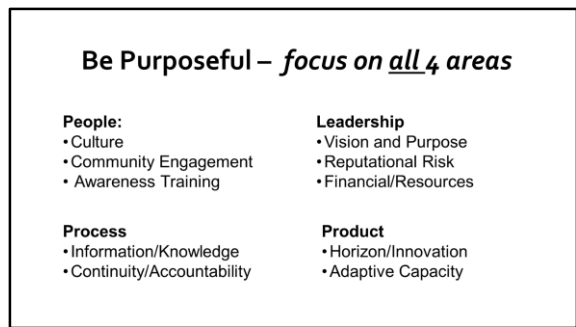 Be Purposeful – focus on all 4 areas
People:
• Culture
• Community Engagement
• Awareness Training
Leadership
• Vision and Purpose
• Reputational Risk
• Financial/Resources
Process
• Information/Knowledge
• Continuity/Accountability
Product
• Horizon/Innovation
• Adaptive Capacity